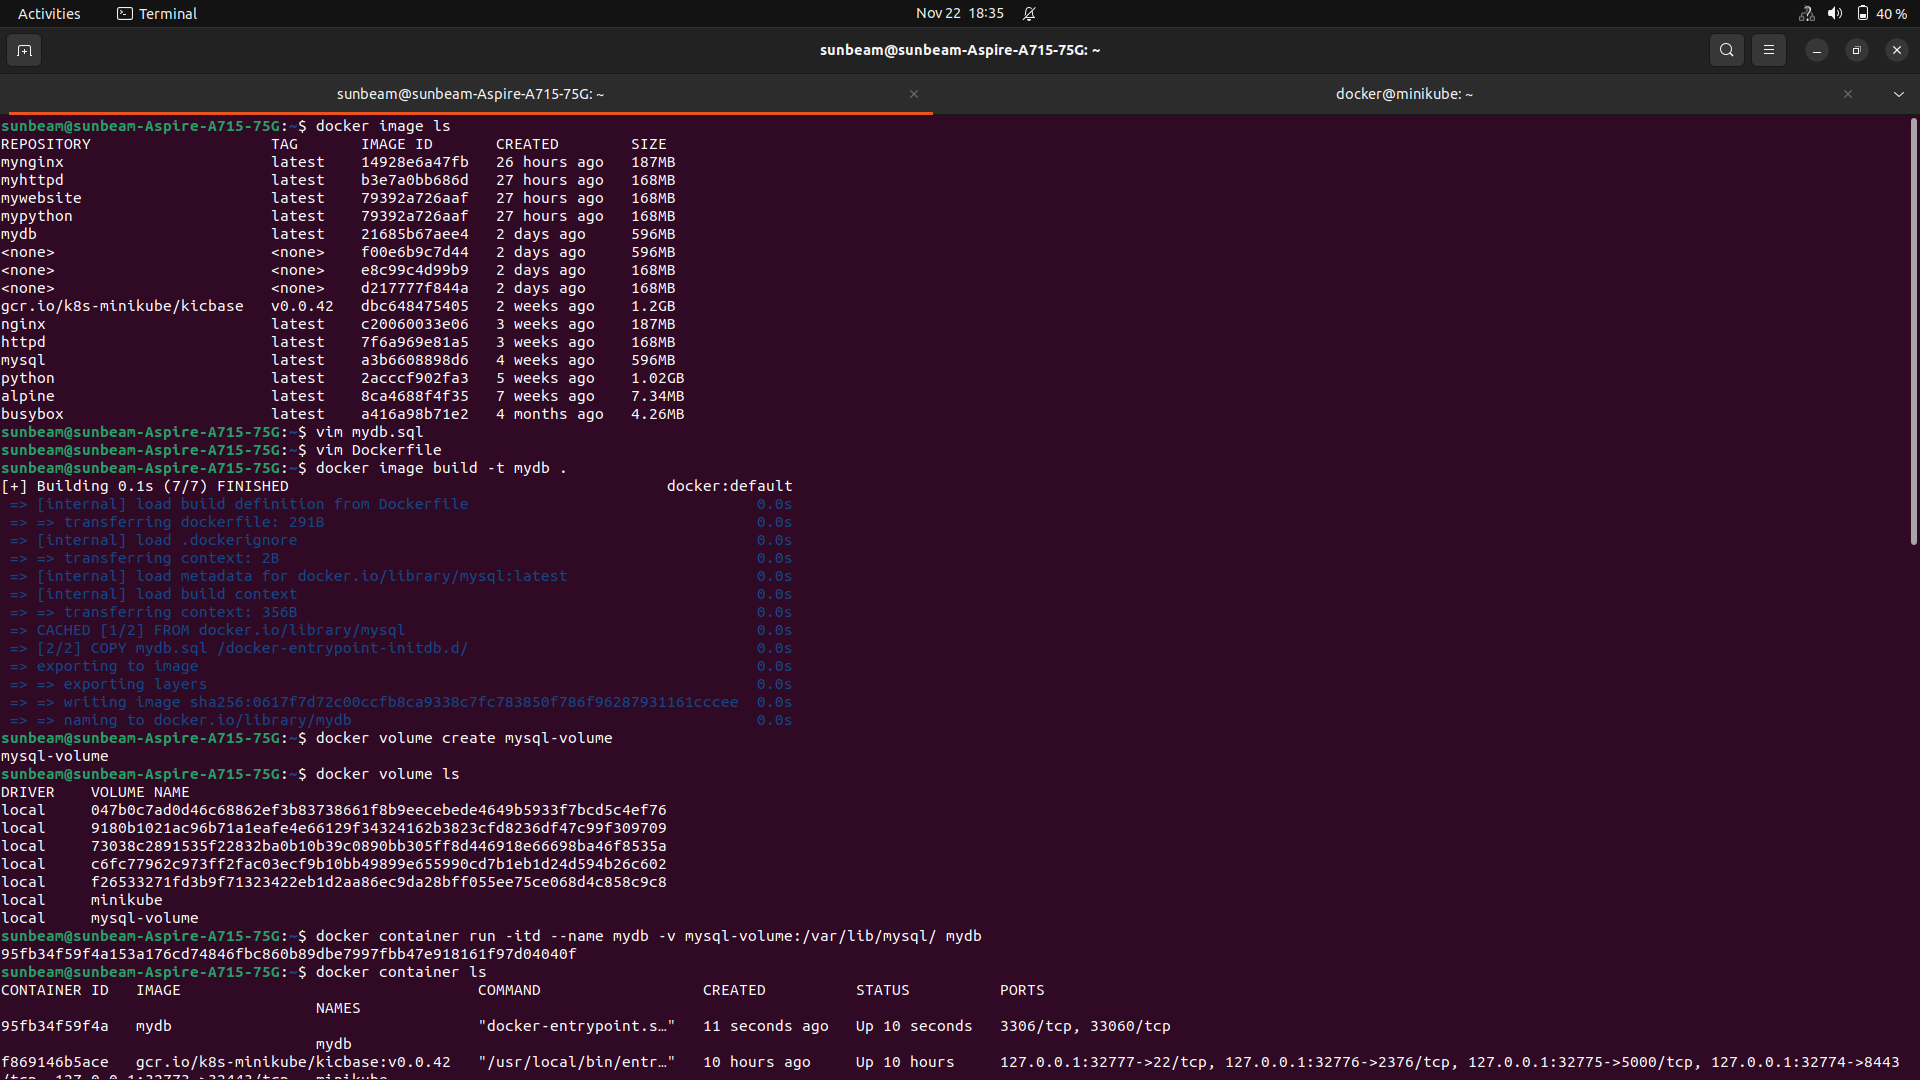 Activities Terminal Nov 22 18:35 40 %
sunbeam@sunbeam-Aspire-A715-75G: ~
sunbeam@sunbeam-Aspire-A715-75G: ~ docker@minikube: ~
sunbeam@sunbeam-Aspire-A715-75G:~$ docker image ls
REPOSITORY TAG IMAGE ID CREATED SIZE
mynginx latest 14928e6a47fb 26 hours ago 187MB
myhttpd latest b3e7a0bb686d 27 hours ago 168MB
mywebsite latest 79392a726aaf 27 hours ago 168MB
mypython latest 79392a726aaf 27 hours ago 168MB
mydb latest 21685b67aee4 2 days ago 596MB
<none> <none> f00e6b9c7d44 2 days ago 596MB
<none> <none> e8c99c4d99b9 2 days ago 168MB
<none> <none> d217777f844a 2 days ago 168MB
gcr.io/k8s-minikube/kicbase v0.0.42 dbc648475405 2 weeks ago 1.2GB
nginx latest c20060033e06 3 weeks ago 187MB
httpd latest 7f6a969e81a5 3 weeks ago 168MB
mysql latest a3b6608898d6 4 weeks ago 596MB
python latest 2acccf902fa3 5 weeks ago 1.02GB
alpine latest 8ca4688f4f35 7 weeks ago 7.34MB
busybox latest a416a98b71e2 4 months ago 4.26MB
sunbeam@sunbeam-Aspire-A715-75G:~$ vim mydb.sql
sunbeam@sunbeam-Aspire-A715-75G:~$ vim Dockerfile
sunbeam@sunbeam-Aspire-A715-75G:~$ docker image build -t mydb .
[+] Building 0.1s (7/7) FINISHED docker:default
=> [internal] load build definition from Dockerfile 0.0s
=> => transferring dockerfile: 291B 0.0s
=> [internal] load .dockerignore 0.0s
=> => transferring context: 2B 0.0s
=> [internal] load metadata for docker.io/library/mysql:latest 0.0s
=> [internal] load build context 0.0s
=> => transferring context: 356B 0.0s
=> CACHED [1/2] FROM docker.io/library/mysql 0.0s
=> [2/2] COPY mydb.sql /docker-entrypoint-initdb.d/ 0.0s
=> exporting to image 0.0s
=> => exporting layers 0.0s
=> => writing image sha256:0617f7d72c00ccfb8ca9338c7fc783850f786f96287931161cccee 0.0s
=> => naming to docker.io/library/mydb 0.0s
sunbeam@sunbeam-Aspire-A715-75G:~$ docker volume create mysql-volume
mysql-volume
sunbeam@sunbeam-Aspire-A715-75G:~$ docker volume ls
DRIVER VOLUME NAME
local 047b0c7ad0d46c68862ef3b83738661f8b9eecebede4649b5933f7bcd5c4ef76
local 9180b1021ac96b71a1eafe4e66129f34324162b3823cfd8236df47c99f309709
local 73038c2891535f22832ba0b10b39c0890bb305ff8d446918e66698ba46f8535a
local c6fc77962c973ff2fac03ecf9b10bb49899e655990cd7b1eb1d24d594b26c602
local f26533271fd3b9f71323422eb1d2aa86ec9da28bff055ee75ce068d4c858c9c8
local minikube
local mysql-volume
sunbeam@sunbeam-Aspire-A715-75G:~$ docker container run -itd --name mydb -v mysql-volume:/var/lib/mysql/ mydb
95fb34f59f4a153a176cd74846fbc860b89dbe7997fbb47e918161f97d04040f
sunbeam@sunbeam-Aspire-A715-75G:~$ docker container ls
CONTAINER ID IMAGE COMMAND CREATED STATUS PORTS
NAMES
95fb34f59f4a mydb "docker-entrypoint.s…" 11 seconds ago Up 10 seconds 3306/tcp, 33060/tcp
mydb
f869146b5ace gcr.io/k8s-minikube/kicbase:v0.0.42 "/usr/local/bin/entr…" 10 hours ago Up 10 hours 127.0.0.1:32777->22/tcp, 127.0.0.1:32776->2376/tcp, 127.0.0.1:32775->5000/tcp, 127.0.0.1:32774->8443
/tcp, 127.0.0.1:32773->32443/tcp minikube